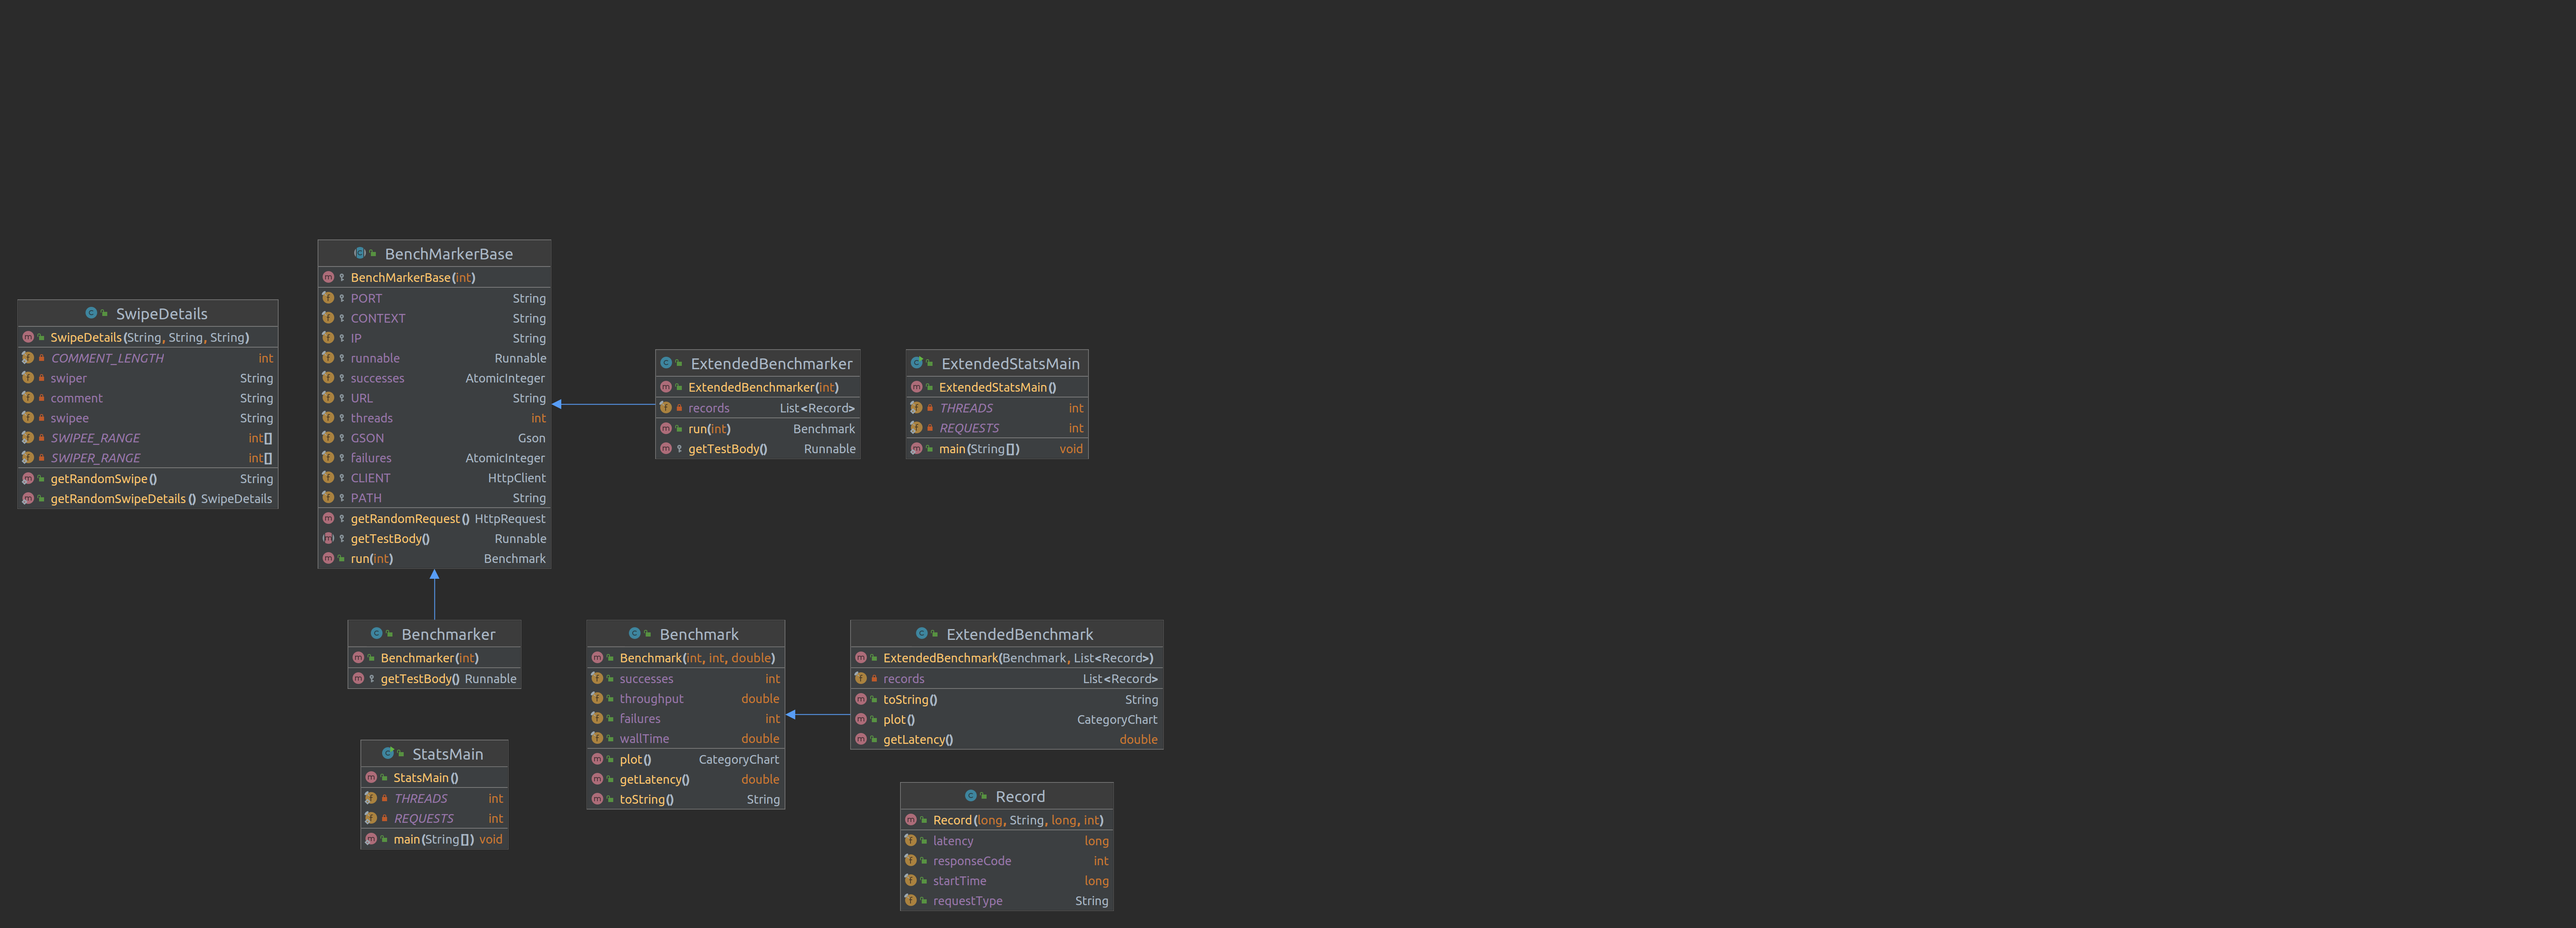 BenchMarkerBase
BenchMarkerBase(int)
PORT String
CONTEXT String
IP String
runnable Runnable
successes AtomicInteger
URL String
threads int
GSON Gson
failures AtomicInteger
CLIENT HttpClient
PATH String
getRandomRequest() HttpRequest
getTestBody() Runnable
run(int) Benchmark
SwipeDetails
SwipeDetails(String, String, String)
COMMENT_LENGTH int
swiper String
comment String
swipee String
SWIPEE_RANGE int[]
SWIPER_RANGE int[]
getRandomSwipe() String
getRandomSwipeDetails() SwipeDetails
ExtendedBenchmarker
ExtendedBenchmarker(int)
records List<Record>
run(int) Benchmark
getTestBody() Runnable
ExtendedStatsMain
ExtendedStatsMain()
THREADS int
REQUESTS int
main(String[]) void
Benchmarker
Benchmarker(int)
getTestBody() Runnable
Benchmark
Benchmark(int, int, double)
successes int
throughput double
failures int
wallTime double
plot() CategoryChart
getLatency() double
toString() String
ExtendedBenchmark
ExtendedBenchmark(Benchmark, List<Record>)
records List<Record>
toString() String
plot() CategoryChart
getLatency() double
StatsMain
StatsMain()
THREADS int
REQUESTS int
main(String[]) void
Record
Record(long, String, long, int)
latency long
responseCode int
startTime long
requestType String